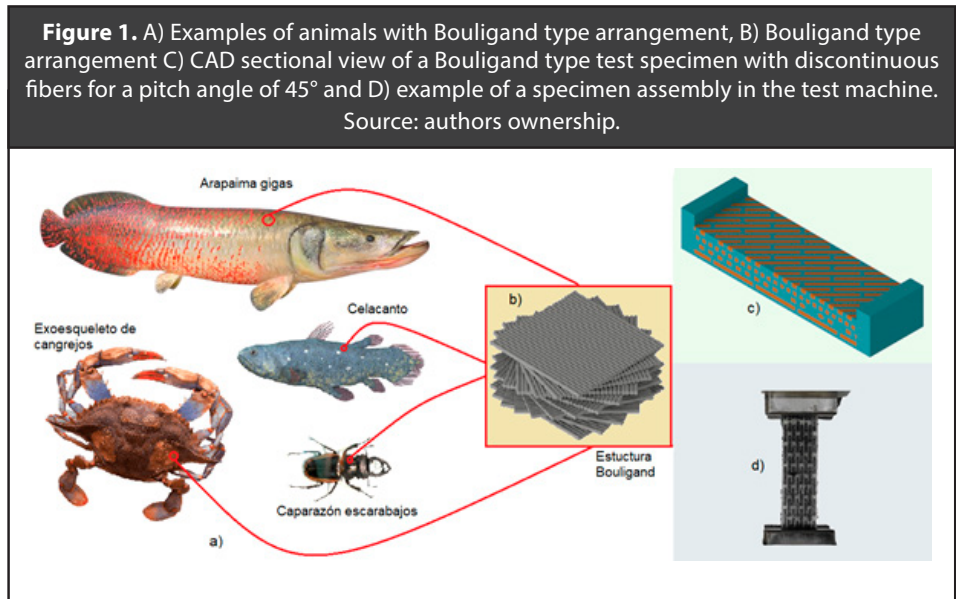 Figure 1. A) Examples of animals with Bouligand type arrangement, B) Bouligand type
arrangement C) CAD sectional view of a Bouligand type test specimen with discontinuous
fibers for a pitch angle of 45° and D) example of a specimen assembly in the test machine.
Source: authors ownership.
Arapaima gigas
Celacanto
Exoesqueleto de
cangrejos
Caparazón escarabajos
a)
b)
Estuctura
Bouligand
c)
d)